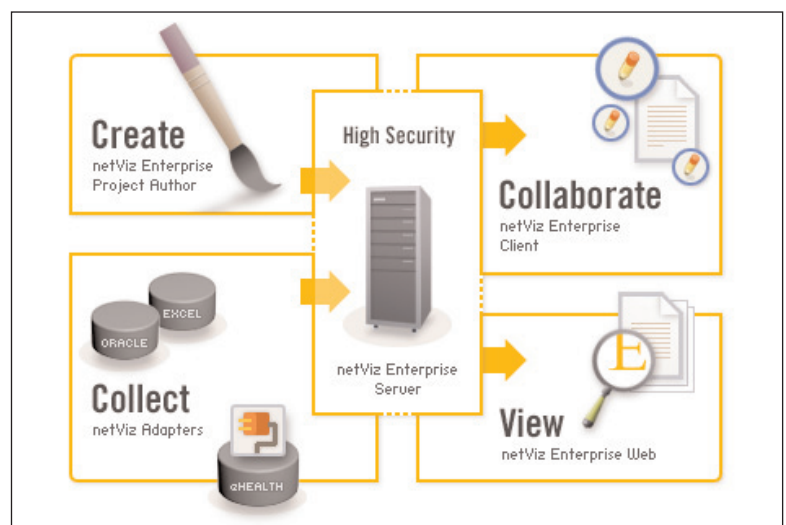 Create
netViz Enterprise
Project Author
High Security
netViz Enterprise
Server
Collaborate
netViz Enterprise
Client
EXCEL
ORACLE
Collect
netViz Adapters
eHEALTH
E
View
netViz Enterprise Web